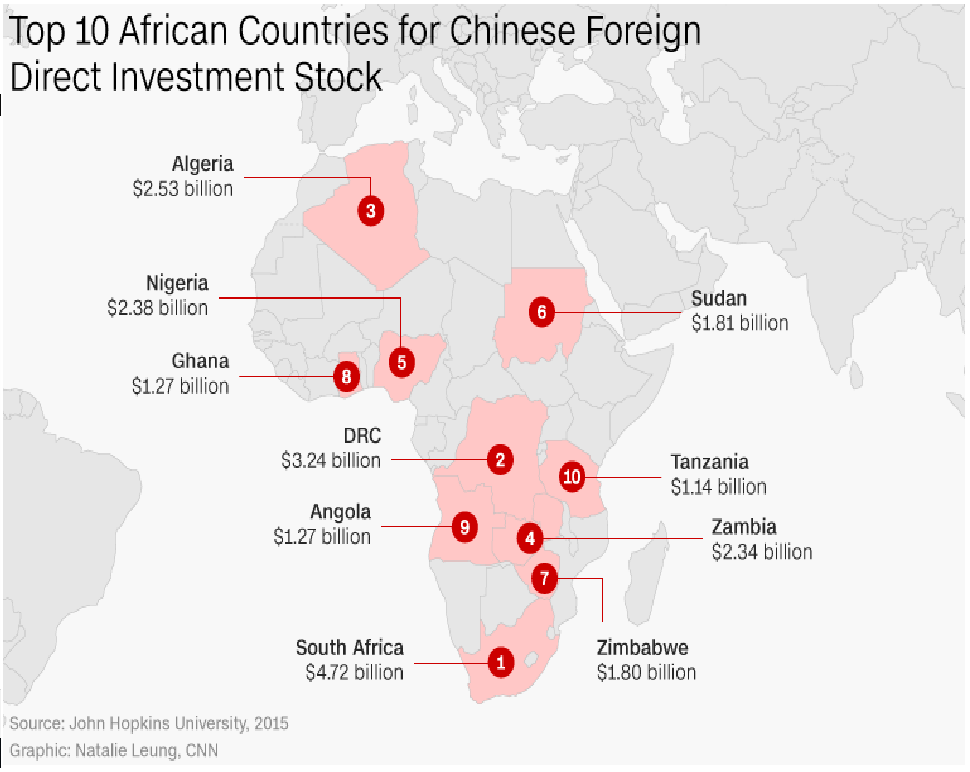 Top 10 African Countries for Chinese Foreign
Direct Investment Stock
Algeria
$2.53 billion
3
Nigeria
$2.38 billion
5
6
Sudan
$1.81 billion
Ghana
$1.27 billion
8
DRC
$3.24 billion
2
10
Tanzania
$1.14 billion
Angola
$1.27 billion
9
4
Zambia
$2.34 billion
7
Zimbabwe
$1.80 billion
South Africa
$4.72 billion
1
Source: John Hopkins University, 2015
Graphic: Natalie Leung, CNN